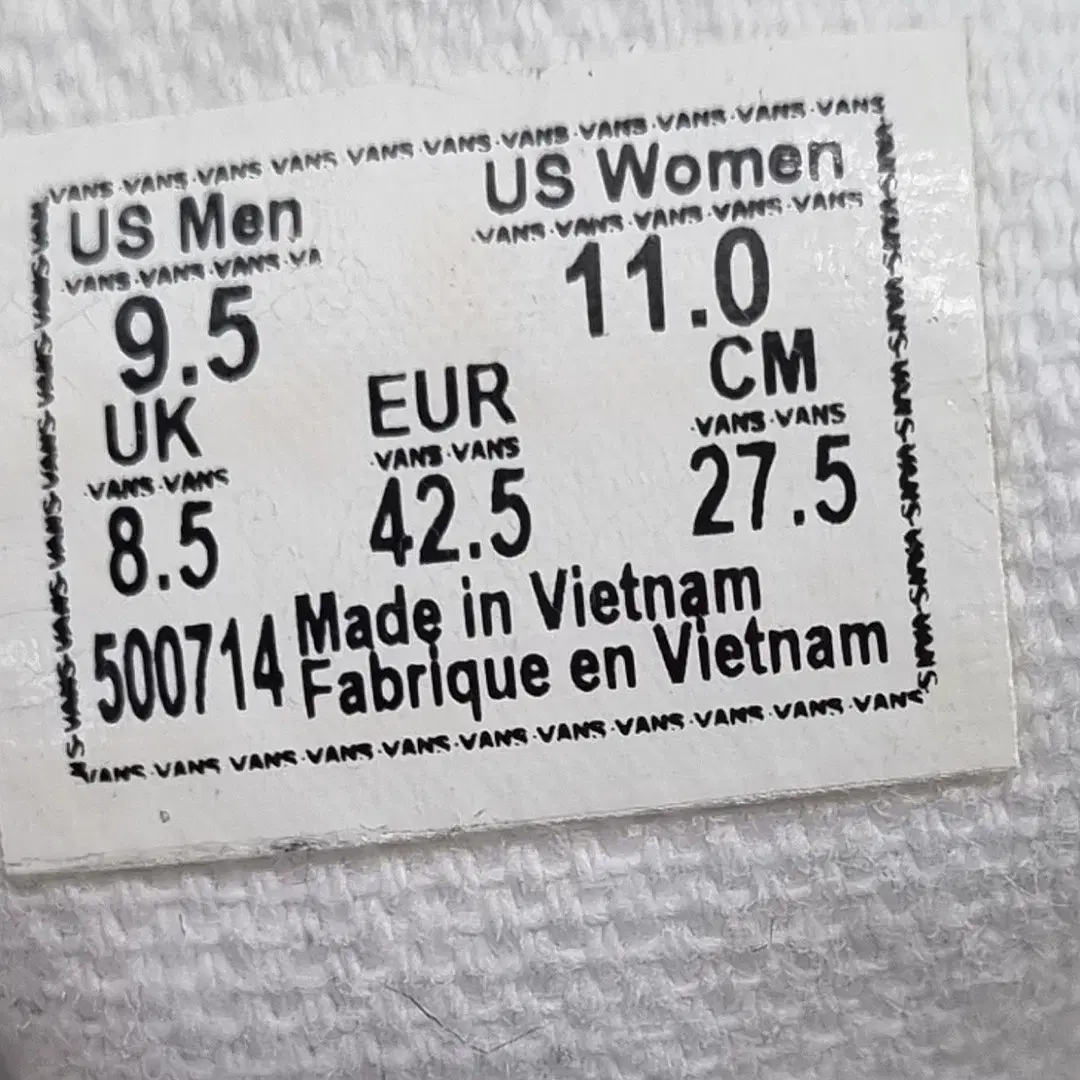 VANS·VANS·VANS VANS VANS·VANS·VANS·VANS·VANS·VANS·VANS
US Men US Women
VANS·VANS·VANS·VA VANS·VANS·VANS·VANS·VANS
9.5 11.0
UK EUR CM
VANS·VANS VANS·VANS VANS·VANS
8.5 42.5 27.5
500714 Made in Vietnam
Fabrique en Vietnam
VANS·VANS VANS·VANS·VANS·VANS·VANS·VANS·VANS·VANS·VANS